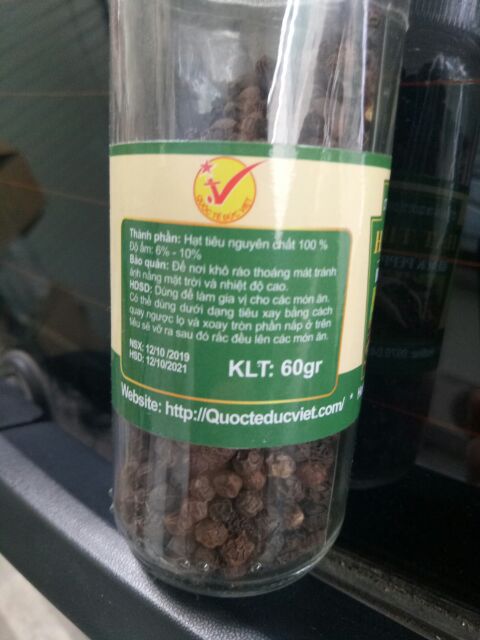 QUỐC TẾ ĐỨC VIỆT
Thành phần: Hạt tiêu nguyên chất 100 %
Độ ẩm: 6% - 10%
Bảo quản: Để nơi khô ráo thoáng mát tránh
ánh nắng mặt trời và nhiệt độ cao.
HDSD: Dùng để làm gia vị cho các món ăn.
Có thể dùng dưới dạng tiêu xay bằng cách
quay ngược lọ và xoay tròn phần nắp ở trên
tiêu sẽ vỡ ra sau đó rắc đều lên các món ăn.
NSX: 12/10 /2019
HSD: 12/10/2021
KLT: 60gr
Website: http://Quocteducviet.com/